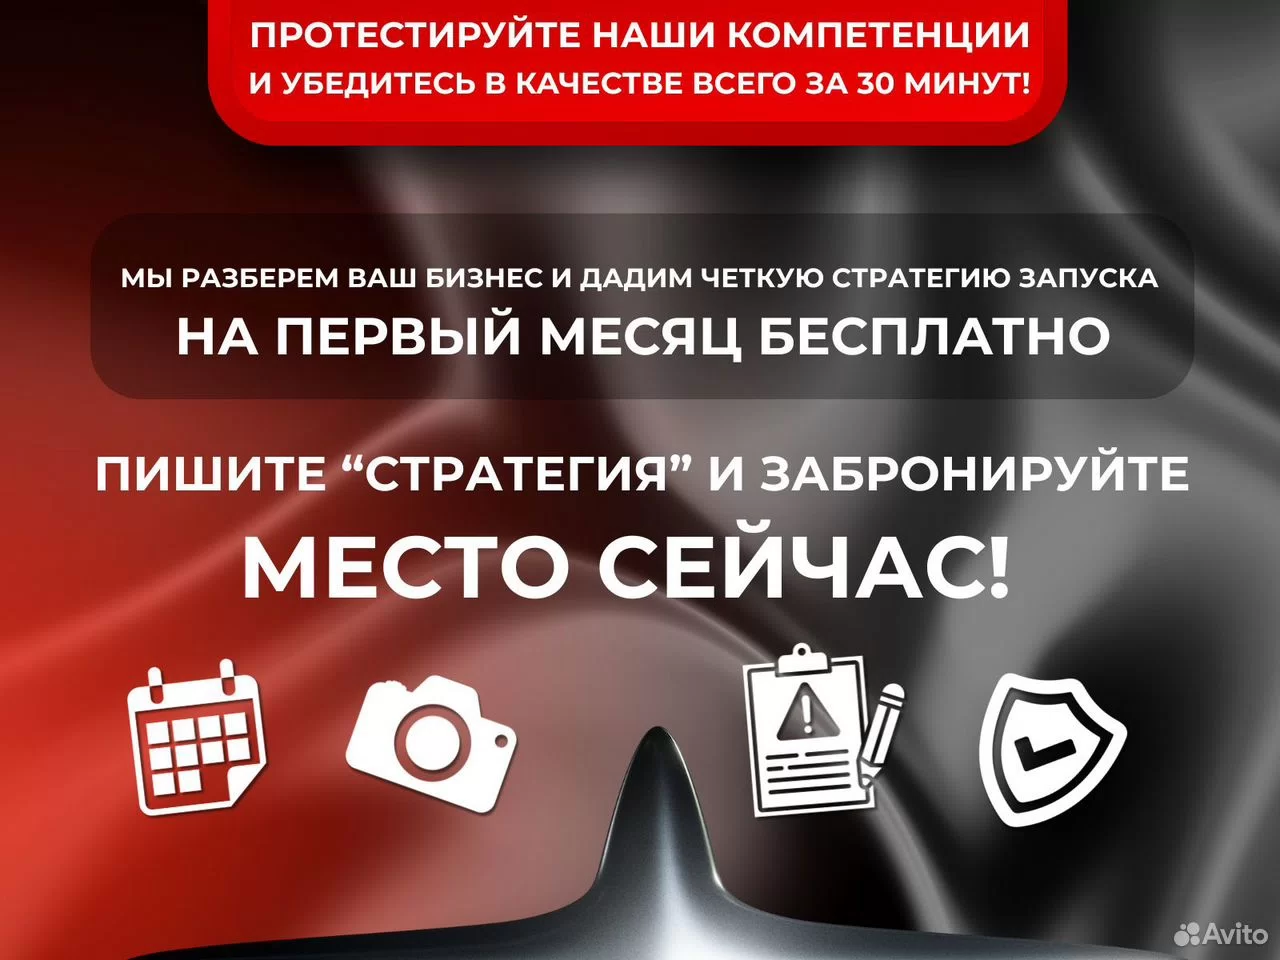 ПРОТЕСТИРУЙТЕ НАШИ КОМПЕТЕНЦИИ
И УБЕДИТЕСЬ В КАЧЕСТВЕ ВСЕГО ЗА 30 МИНУТ!
МЫ РАЗБЕРЕМ ВАШ БИЗНЕС И ДАДИМ ЧЕТКУЮ СТРАТЕГИЮ ЗАПУСКА
НА ПЕРВЫЙ МЕСЯЦ БЕСПЛАТНО
ПИШИТЕ “СТРАТЕГИЯ” И ЗАБРОНИРУЙТЕ
МЕСТО СЕЙЧАС!
Avito